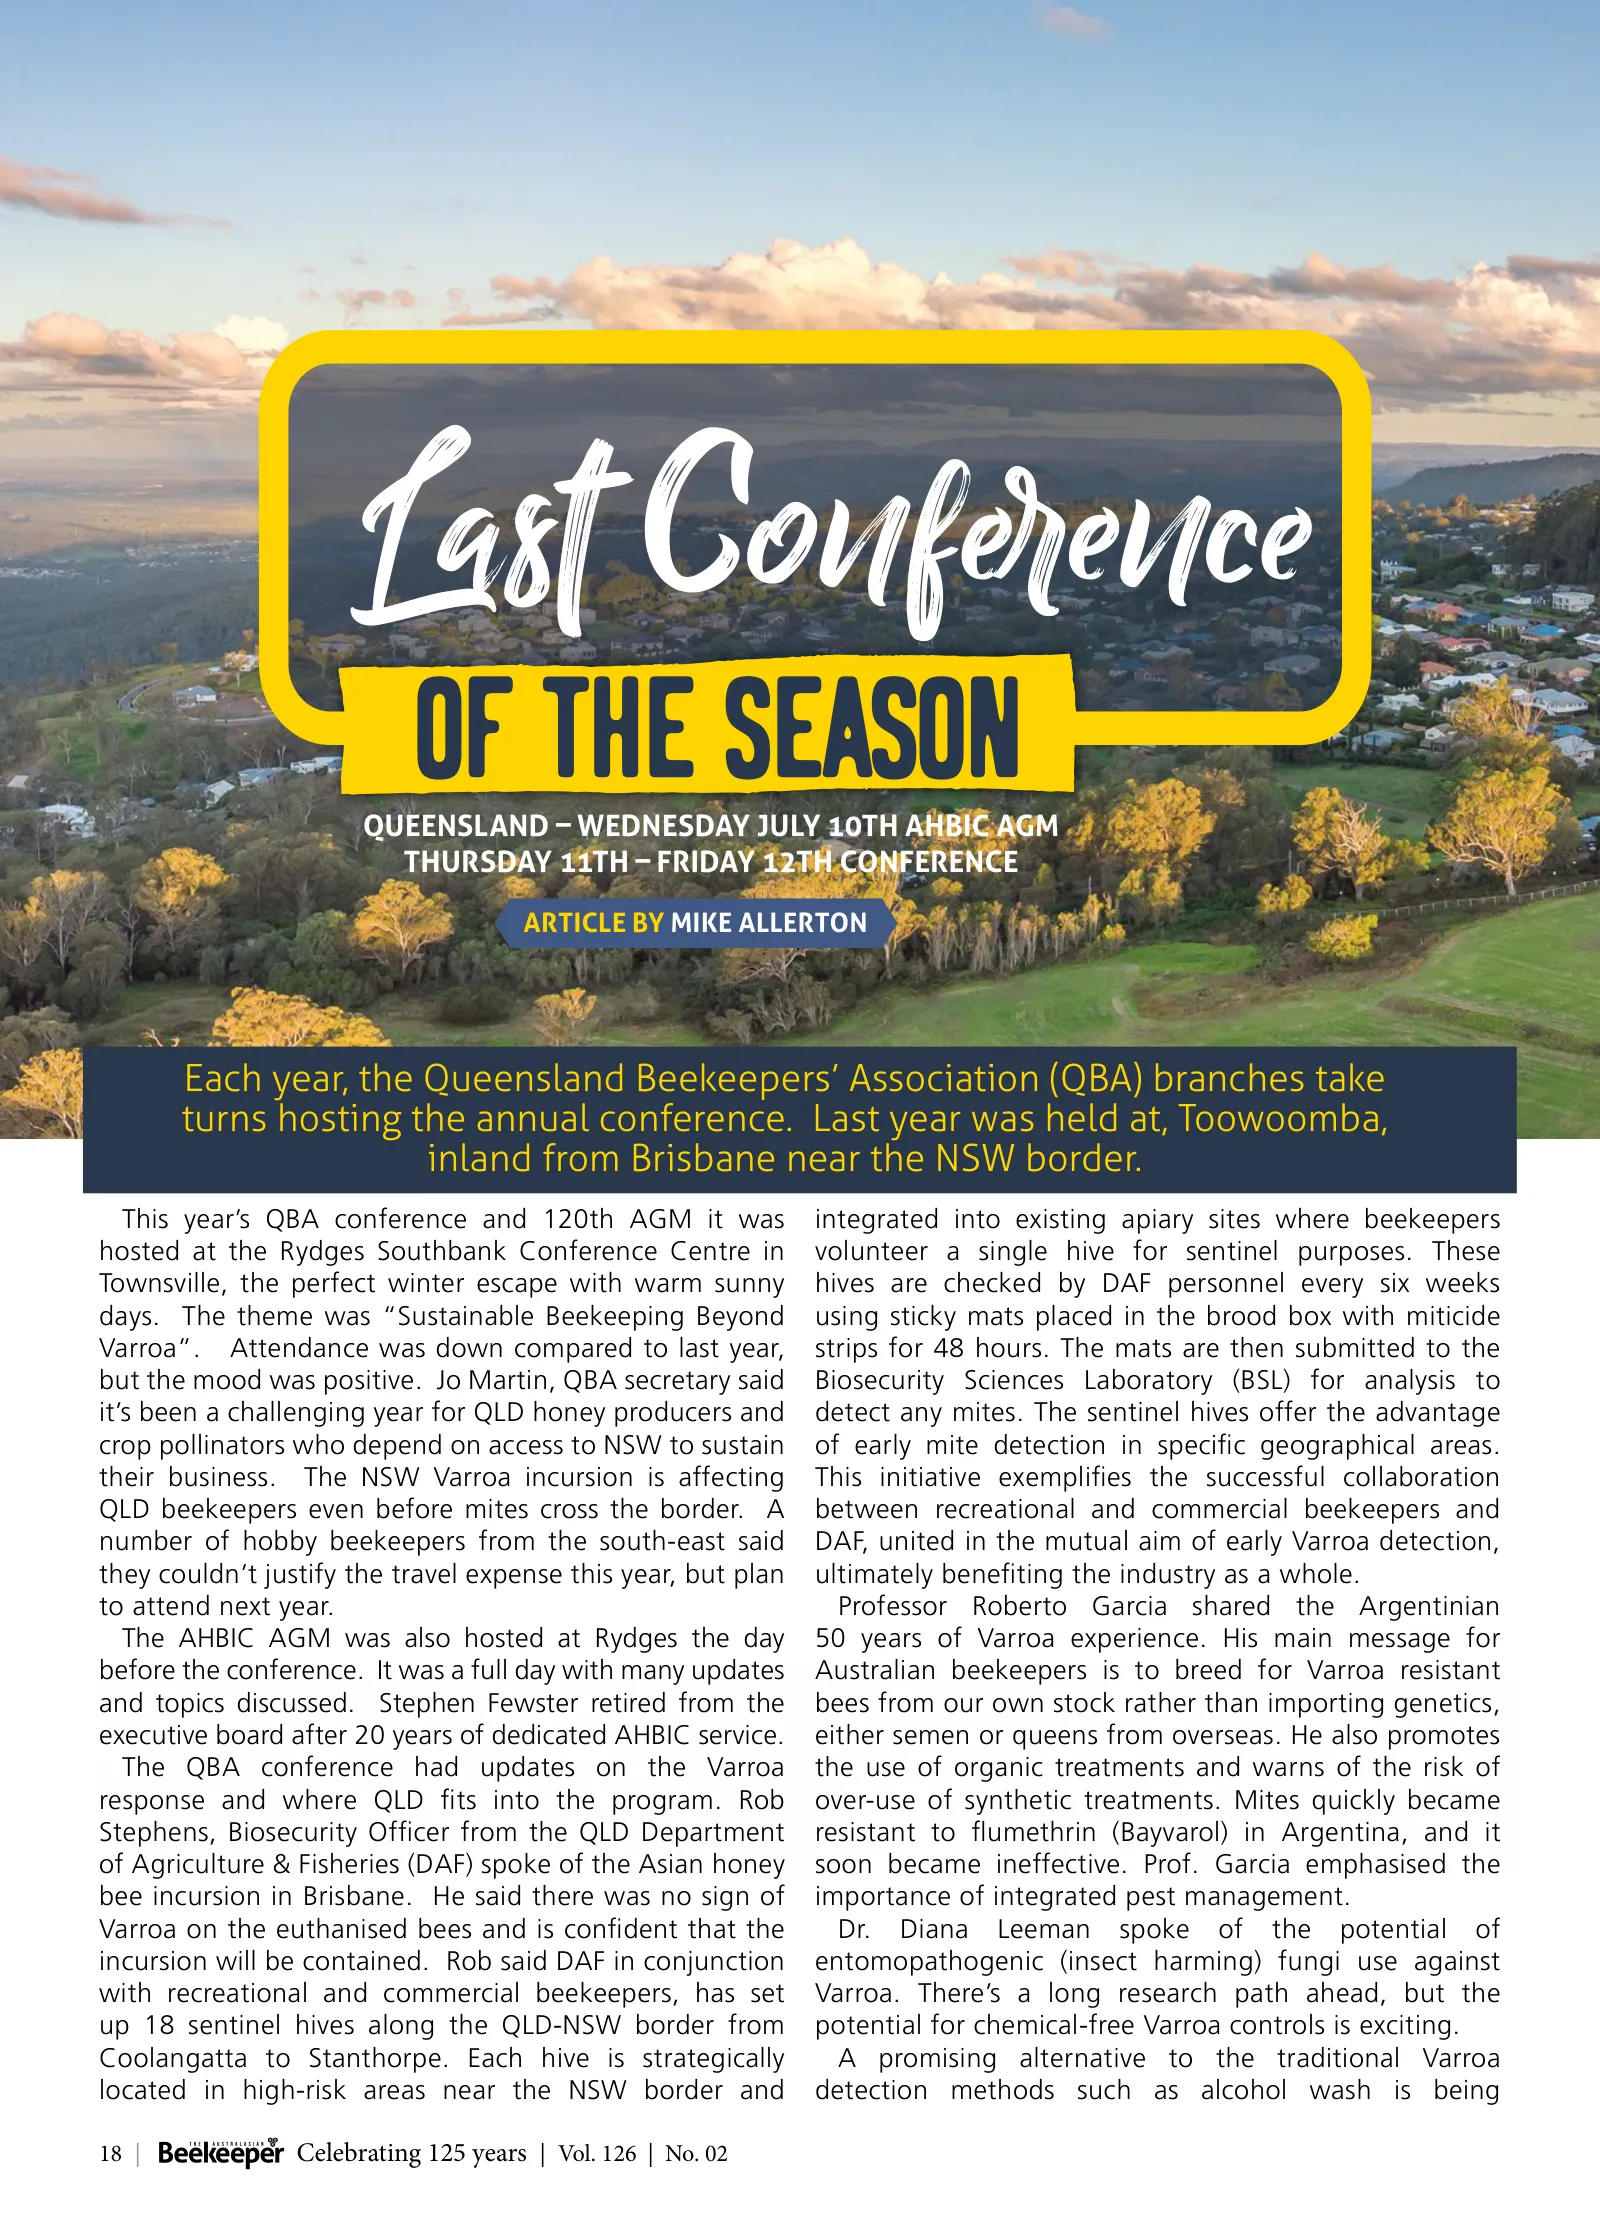 Last Conference
OF THE SEASON
QUEENSLAND – WEDNESDAY JULY 10TH AHBIC AGM
THURSDAY 11TH – FRIDAY 12TH CONFERENCE
ARTICLE BY MIKE ALLERTON
Each year, the Queensland Beekeepers’ Association (QBA) branches take
turns hosting the annual conference.  Last year was held at, Toowoomba,
inland from Brisbane near the NSW border.
This year’s QBA conference and 120th AGM it was
hosted at the Rydges Southbank Conference Centre in
Townsville, the perfect winter escape with warm sunny
days.  The theme was “Sustainable Beekeeping Beyond
Varroa”.  Attendance was down compared to last year,
but the mood was positive.  Jo Martin, QBA secretary said
it’s been a challenging year for QLD honey producers and
crop pollinators who depend on access to NSW to sustain
their business.  The NSW Varroa incursion is affecting
QLD beekeepers even before mites cross the border.  A
number of hobby beekeepers from the south-east said
they couldn’t justify the travel expense this year, but plan
to attend next year.
The AHBIC AGM was also hosted at Rydges the day
before the conference.  It was a full day with many updates
and topics discussed.  Stephen Fewster retired from the
executive board after 20 years of dedicated AHBIC service.
The QBA conference had updates on the Varroa
response and where QLD fits into the program. Rob
Stephens, Biosecurity Officer from the QLD Department
of Agriculture & Fisheries (DAF) spoke of the Asian honey
bee incursion in Brisbane.  He said there was no sign of
Varroa on the euthanised bees and is confident that the
incursion will be contained.  Rob said DAF in conjunction
with recreational and commercial beekeepers, has set
up 18 sentinel hives along the QLD-NSW border from
Coolangatta to Stanthorpe. Each hive is strategically
located in high-risk areas near the NSW border and
integrated into existing apiary sites where beekeepers
volunteer a single hive for sentinel purposes. These
hives are checked by DAF personnel every six weeks
using sticky mats placed in the brood box with miticide
strips for 48 hours. The mats are then submitted to the
Biosecurity Sciences Laboratory (BSL) for analysis to
detect any mites. The sentinel hives offer the advantage
of early mite detection in specific geographical areas.
This initiative exemplifies the successful collaboration
between recreational and commercial beekeepers and
DAF, united in the mutual aim of early Varroa detection,
ultimately benefiting the industry as a whole.
Professor Roberto Garcia shared the Argentinian
50 years of Varroa experience. His main message for
Australian beekeepers is to breed for Varroa resistant
bees from our own stock rather than importing genetics,
either semen or queens from overseas. He also promotes
the use of organic treatments and warns of the risk of
over-use of synthetic treatments. Mites quickly became
resistant to flumethrin (Bayvarol) in Argentina, and it
soon became ineffective. Prof. Garcia emphasised the
importance of integrated pest management.
Dr. Diana Leeman spoke of the potential of
entomopathogenic (insect harming) fungi use against
Varroa. There’s a long research path ahead, but the
potential for chemical-free Varroa controls is exciting.
A promising alternative to the traditional Varroa
detection methods such as alcohol wash is being
18 | THE AUSTRALASIAN Beekeeper Celebrating 125 years | Vol. 126 | No. 02